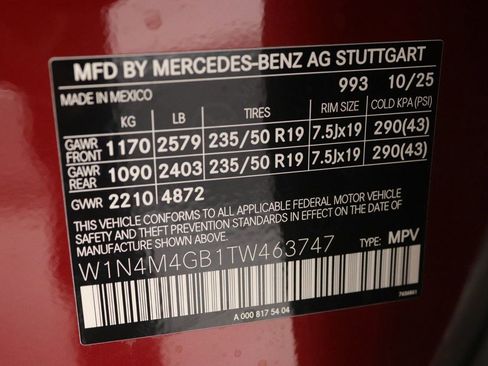 MFD BY MERCEDES-BENZ AG STUTTGART
993 10/25
MADE IN MEXICO
KG LB TIRES RIM SIZE COLD KPA (PSI)
GAWR FRONT 1170 2579 235/50 R19 7.5Jx19 290(43)
GAWR REAR 1090 2403 235/50 R19 7.5Jx19 290(43)
GVWR 2210 4872
THIS VEHICLE CONFORMS TO ALL APPLICABLE FEDERAL MOTOR VEHICLE
SAFETY AND THEFT PREVENTION STANDARDS IN EFFECT ON THE DATE OF
MANUFACTURE SHOWN ABOVE.
W1N4M4GB1TW463747 TYPE: MPV
A 000 817 54 04